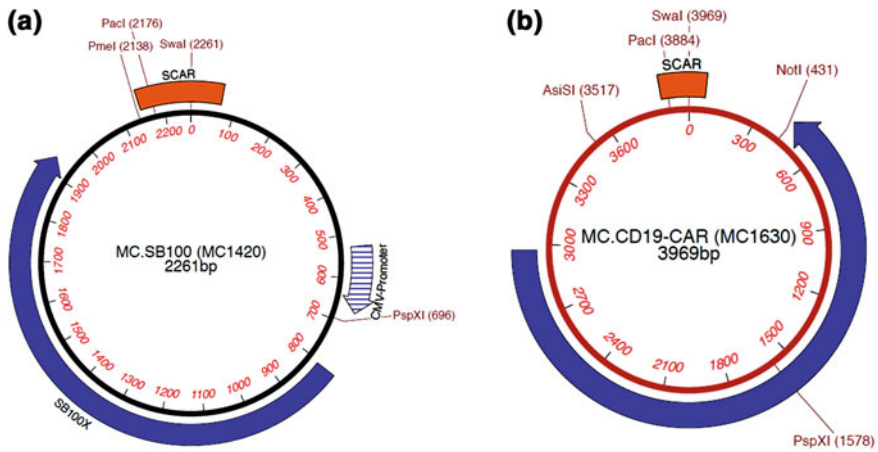 (a)
PacI (2176)
PmeI (2138)
SwaI (2261)
SCAR
0
100
200
300
400
500
600
700
800
900
1000
1100
1200
1300
1400
1500
1600
1700
1800
1900
2000
2100
2200
MC.SB100 (MC1420)
2261bp
CMV-Promoter
PspXI (696)
SB100X
(b)
SwaI (3969)
PacI (3884)
SCAR
NotI (431)
AsiSI (3517)
0
300
600
900
1200
1500
1800
2100
2400
2700
3000
3300
3600
MC.CD19-CAR (MC1630)
3969bp
PspXI (1578)